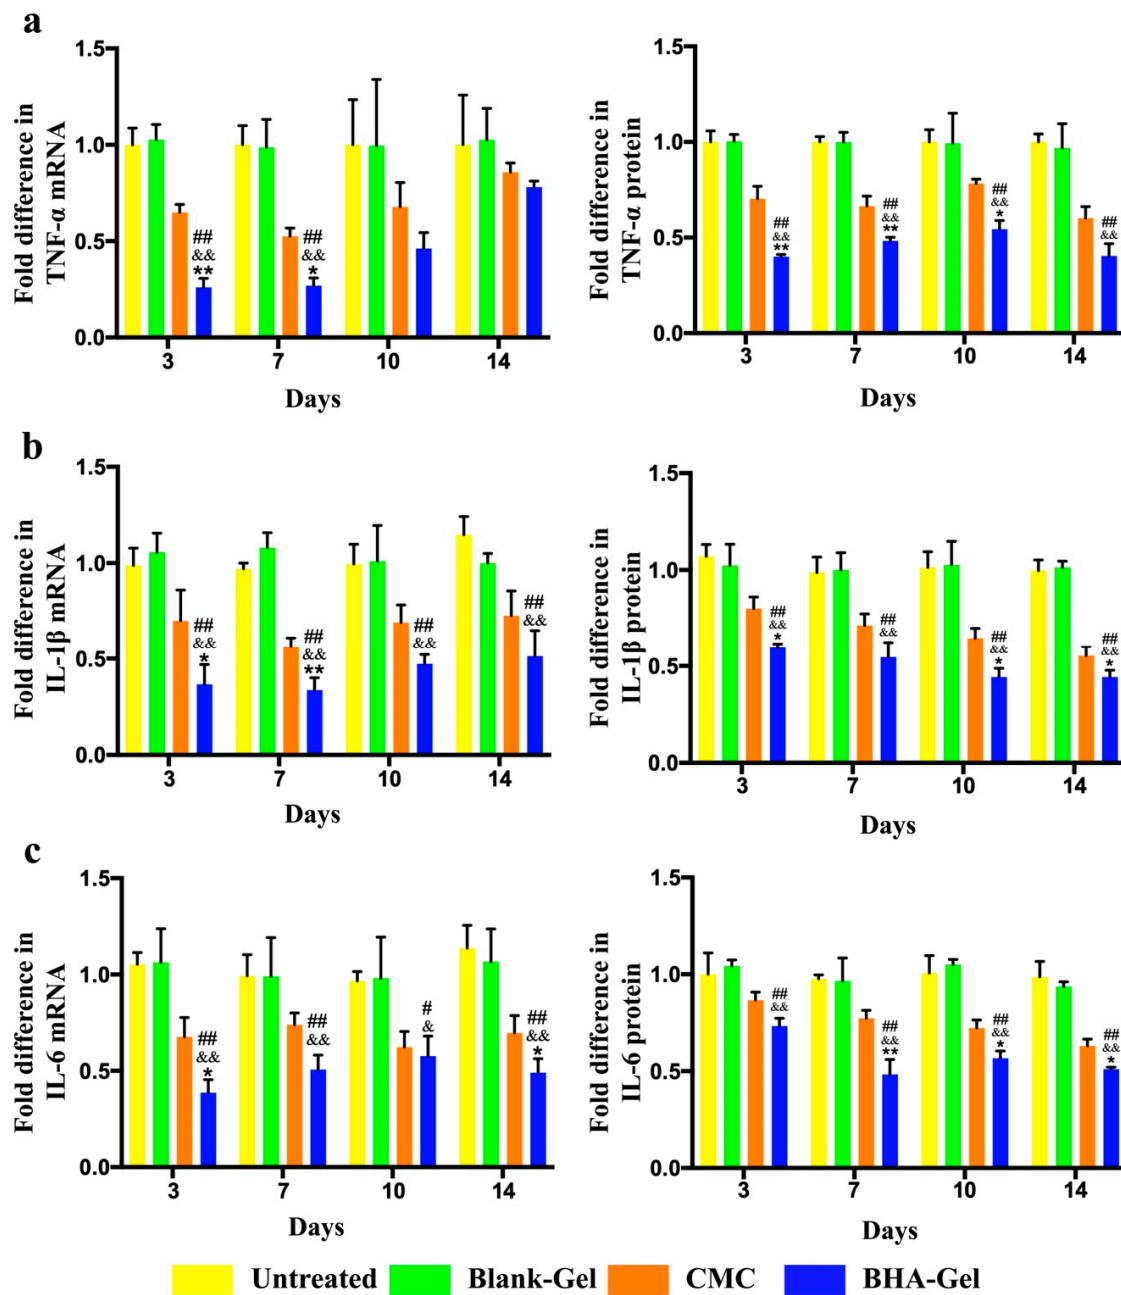 a
Fold difference in
TNF-α mRNA
1.5
1.0
0.5
0.0
##
&&
**
##
&&
*
3 7 10 14
Days
Fold difference in
TNF-α protein
1.5
1.0
0.5
0.0
##
&&
**
##
&&
**
##
&&
*
##
&&
3 7 10 14
Days
b
Fold difference in
IL-1β mRNA
1.5
1.0
0.5
0.0
##
&&
*
##
&&
**
##
&&
##
&&
3 7 10 14
Days
Fold difference in
IL-1β protein
1.5
1.0
0.5
0.0
##
&&
*
##
&&
##
&&
*
##
&&
*
3 7 10 14
Days
c
Fold difference in
IL-6 mRNA
1.5
1.0
0.5
0.0
##
&&
*
##
&&
#
&
##
&&
*
3 7 10 14
Days
Fold difference in
IL-6 protein
1.5
1.0
0.5
0.0
##
&&
##
&&
**
##
&&
*
##
&&
*
3 7 10 14
Days
Untreated Blank-Gel CMC BHA-Gel